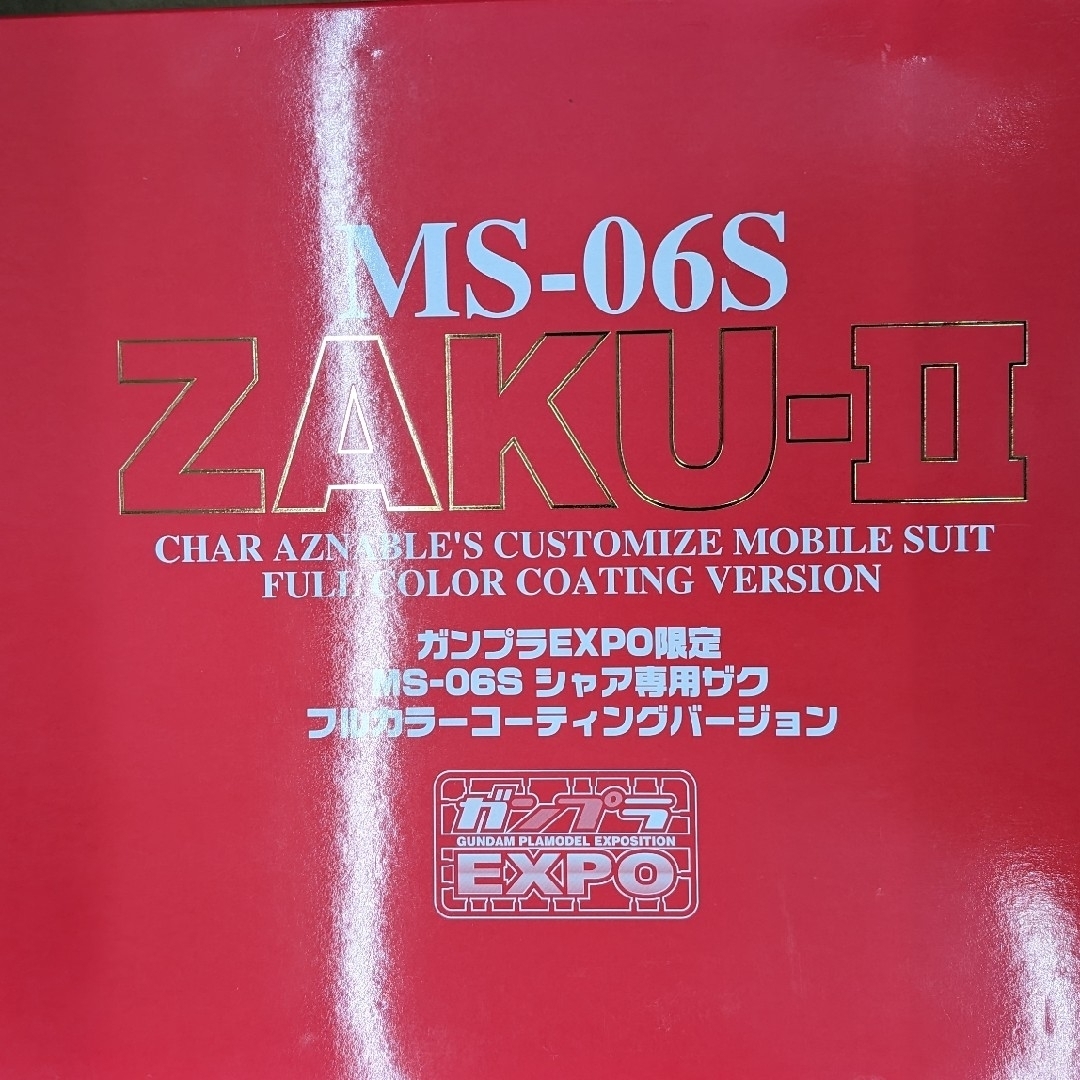 MS-06S
ZAKU-II
CHAR AZNABLE'S CUSTOMIZE MOBILE SUIT
FULL COLOR COATING VERSION
ガンプラEXPO限定
MS-06S シャア専用ザク
フルカラーコーティングバージョン
ガンプラ
GUNDAM PLAMODEL EXPOSITION
EXPO